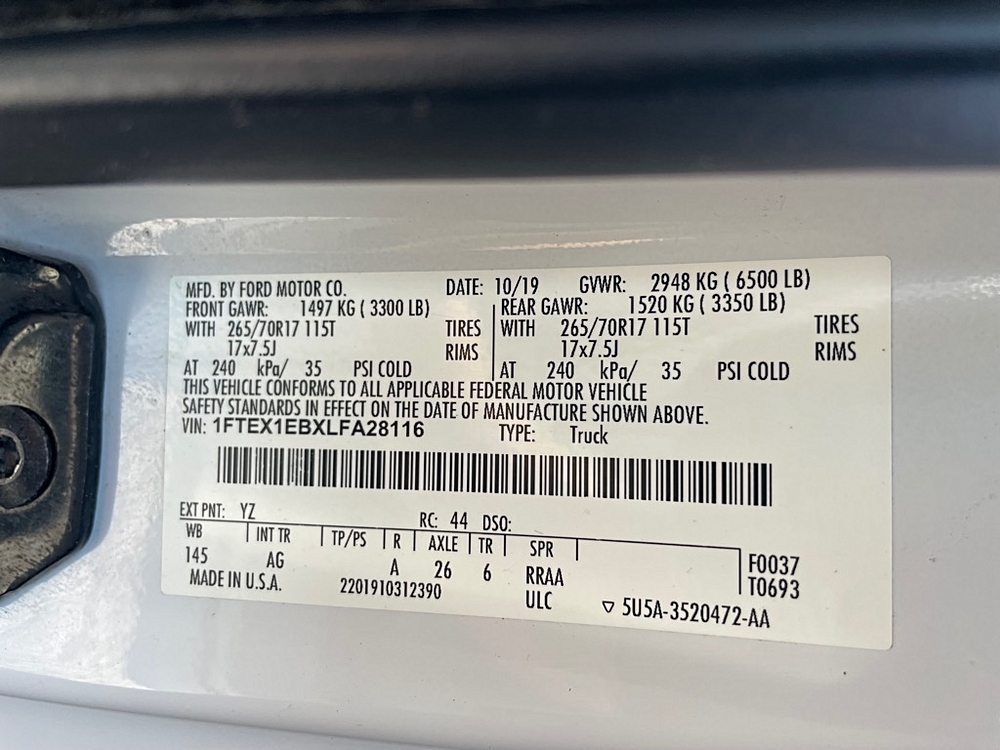 MFD. BY FORD MOTOR CO. DATE: 10/19 GVWR: 2948 KG ( 6500 LB)
FRONT GAWR: 1497 KG ( 3300 LB) REAR GAWR: 1520 KG ( 3350 LB)
WITH 265/70R17 115T TIRES WITH 265/70R17 115T TIRES
17x7.5J RIMS 17x7.5J RIMS
AT 240 kPa/ 35 PSI COLD AT 240 kPa/ 35 PSI COLD
THIS VEHICLE CONFORMS TO ALL APPLICABLE FEDERAL MOTOR VEHICLE
SAFETY STANDARDS IN EFFECT ON THE DATE OF MANUFACTURE SHOWN ABOVE.
VIN: 1FTEX1EBXLFA28116 TYPE: Truck
EXT PNT: YZ RC: 44 DSO:
WB INT TR TP/PS R AXLE TR SPR
145 AG A 26 6 RRAA F0037
MADE IN U.S.A. 2201910312390 ULC T0693
▽ 5U5A-3520472-AA